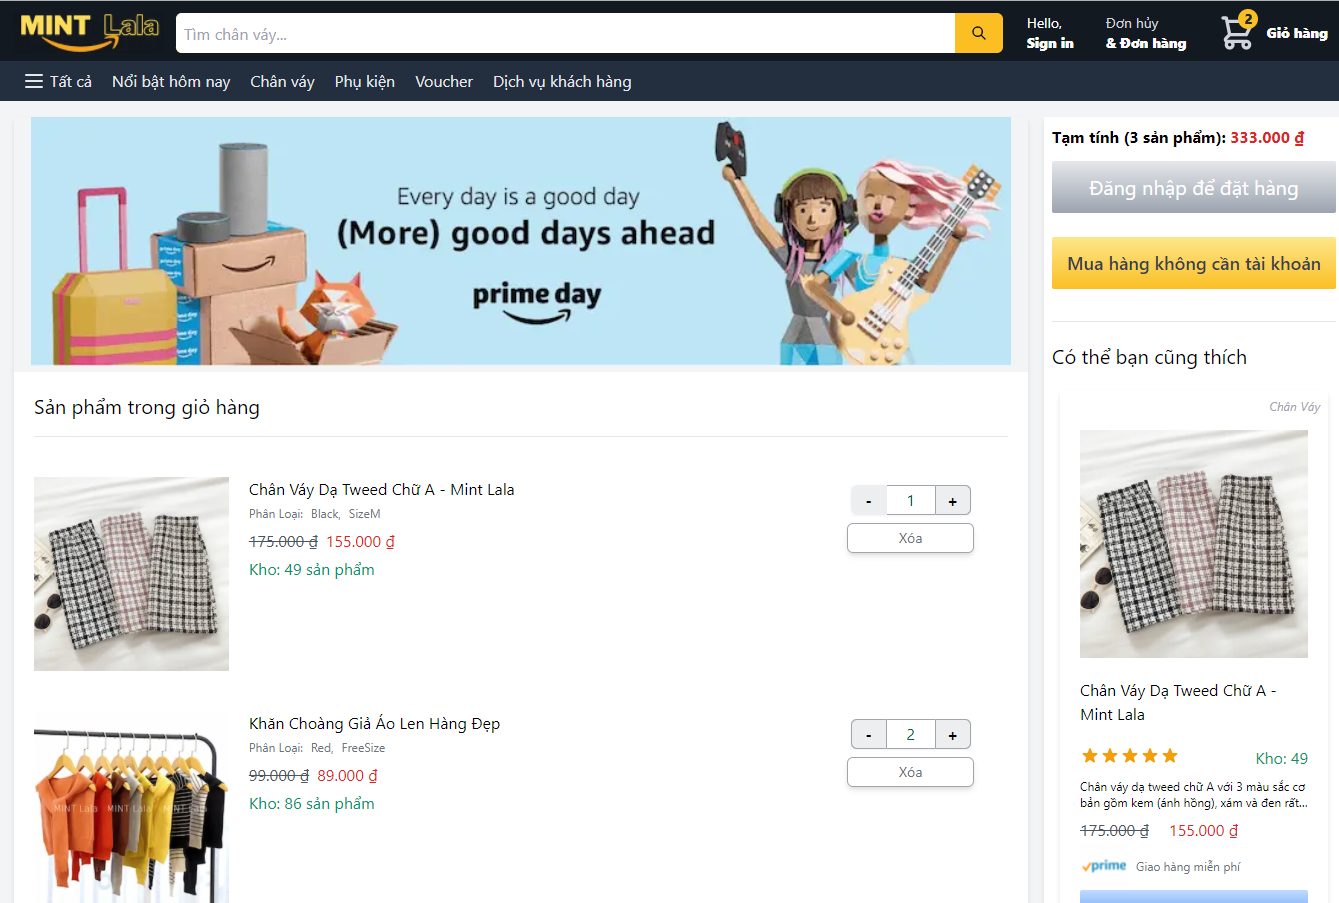 MINT Lala
Tìm chân váy...
Hello,
Sign in
Đơn hủy
& Đơn hàng
2
Giỏ hàng
Tất cả
Nổi bật hôm nay
Chân váy
Phụ kiện
Voucher
Dịch vụ khách hàng
Every day is a good day
(More) good days ahead
prime day
Tạm tính (3 sản phẩm): 333.000 ₫
Đăng nhập để đặt hàng
Mua hàng không cần tài khoản
Có thể bạn cũng thích
Sản phẩm trong giỏ hàng
Chân Váy Dạ Tweed Chữ A - Mint Lala
Phân Loại: Black, SizeM
175.000 ₫ 155.000 ₫
Kho: 49 sản phẩm
- 1 +
Xóa
Khăn Choàng Giả Áo Len Hàng Đẹp
Phân Loại: Red, FreeSize
99.000 ₫ 89.000 ₫
Kho: 86 sản phẩm
- 2 +
Xóa
MINT Lala MINT Lala
Chân Váy
Chân Váy Dạ Tweed Chữ A -
Mint Lala
Kho: 49
Chân váy dạ tweed chữ A với 3 màu sắc cơ
bản gồm kem (ánh hồng), xám và đen rất...
175.000 ₫ 155.000 ₫
prime Giao hàng miễn phí